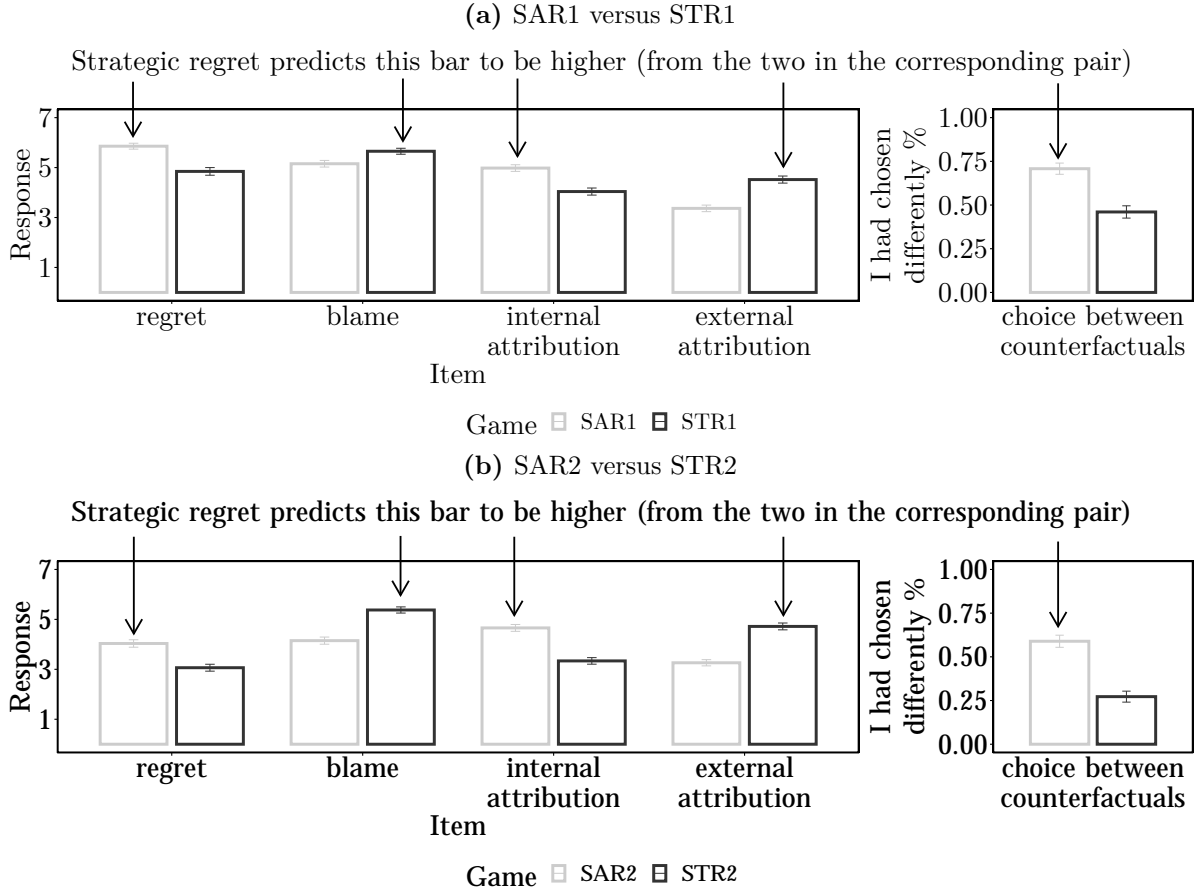 (a) SAR1 versus STR1
Strategic regret predicts this bar to be higher (from the two in the corresponding pair)
Response
7
5
3
1
regret
blame
internal
attribution
external
attribution
Item
I had chosen
differently %
1.00
0.75
0.50
0.25
0.00
choice between
counterfactuals
Game SAR1 STR1
(b) SAR2 versus STR2
Strategic regret predicts this bar to be higher (from the two in the corresponding pair)
Response
7
5
3
1
regret
blame
internal
attribution
external
attribution
Item
I had chosen
differently %
1.00
0.75
0.50
0.25
0.00
choice between
counterfactuals
Game SAR2 STR2